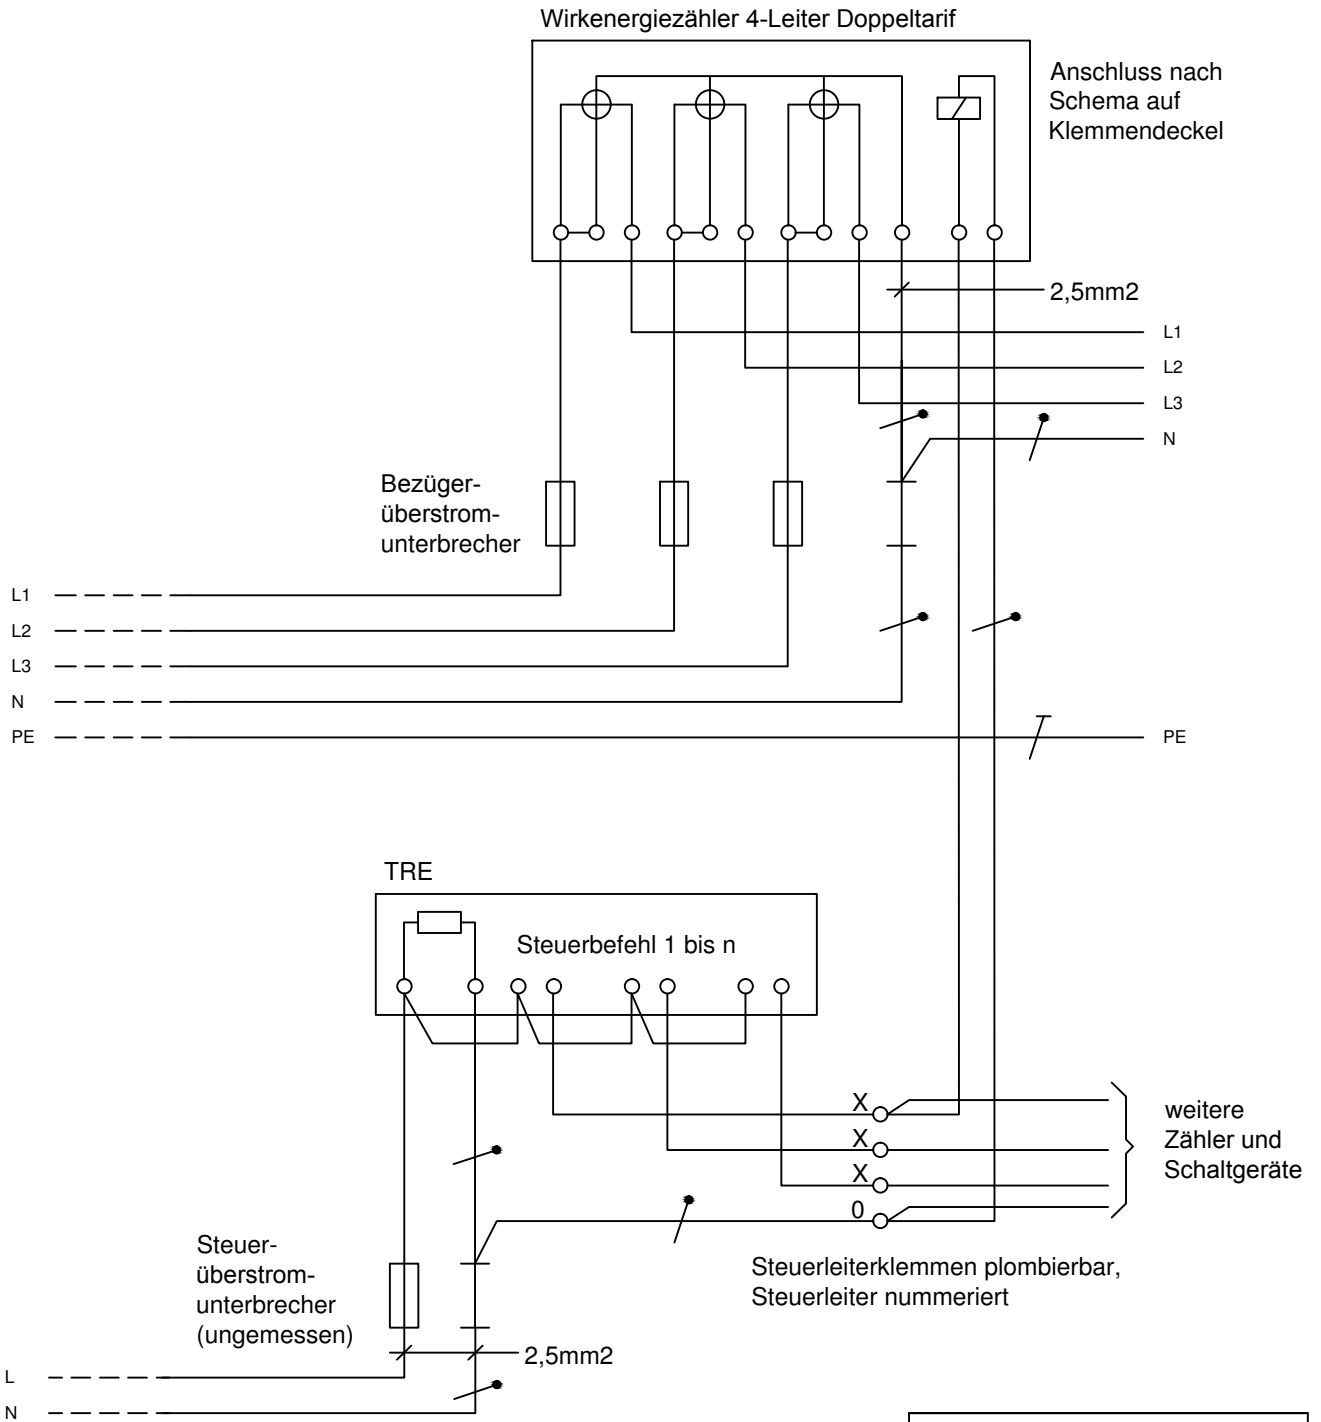 Wirkenergiezähler 4-Leiter Doppeltarif
Anschluss nach
Schema auf
Klemmendeckel
2,5mm2
L1
L2
L3
N
Bezüger-
überstrom-
unterbrecher
L1
L2
L3
N
PE
PE
TRE
Steuerbefehl 1 bis n
X
X
X
0
weitere
Zähler und
Schaltgeräte
Steuer-
überstrom-
unterbrecher
(ungemessen)
Steuerleiterklemmen plombierbar,
Steuerleiter nummeriert
2,5mm2
L
N